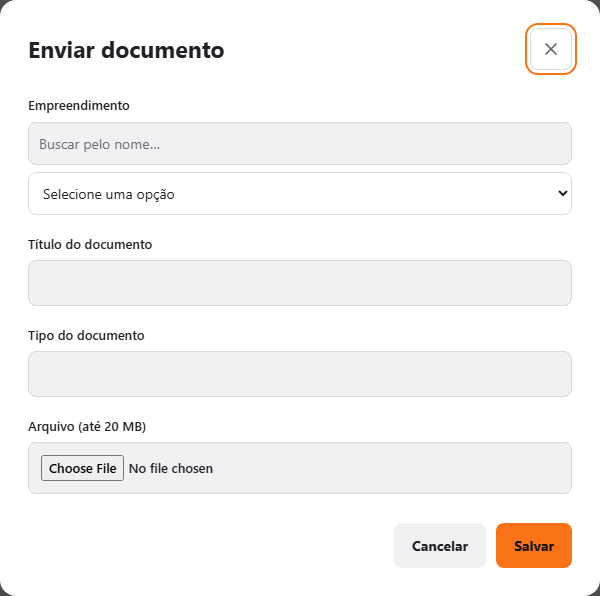 Enviar documento
Empreendimento
Buscar pelo nome...
Selecione uma opção
Título do documento
Tipo do documento
Arquivo (até 20 MB)
Choose File No file chosen
Cancelar Salvar